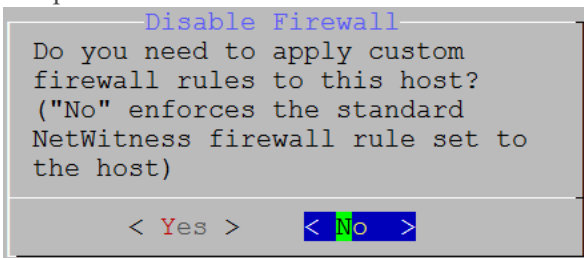 Disable Firewall
Do you need to apply custom
firewall rules to this host?
("No" enforces the standard
NetWitness firewall rule set to
the host)
< Yes > < No >